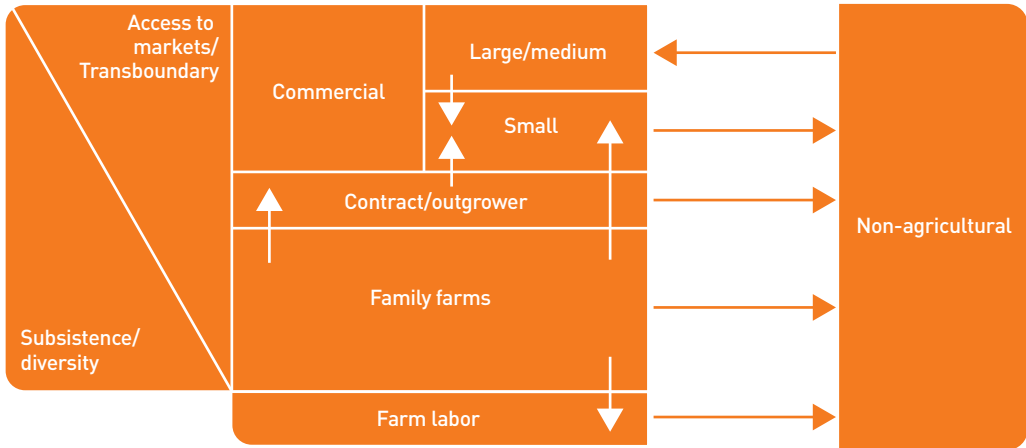 Access to
markets/
Transboundary
Subsistence/
diversity
Commercial
Large/medium
Small
Contract/outgrower
Family farms
Farm labor
Non-agricultural